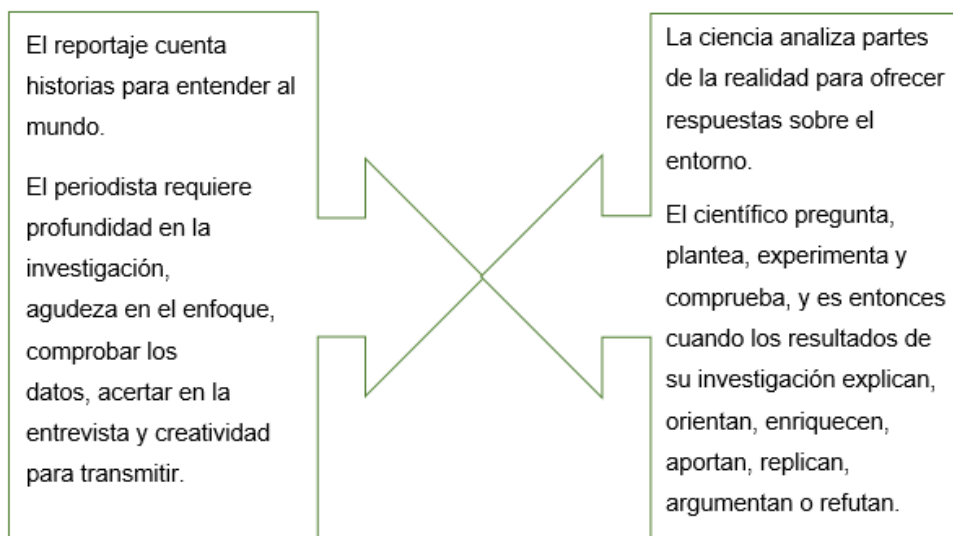 El reportaje cuenta
historias para entender al
mundo.
El periodista requiere
profundidad en la
investigación,
agudeza en el enfoque,
comprobar los
datos, acertar en la
entrevista y creatividad
para transmitir.
La ciencia analiza partes
de la realidad para ofrecer
respuestas sobre el
entorno.
El científico pregunta,
plantea, experimenta y
comprueba, y es entonces
cuando los resultados de
su investigación explican,
orientan, enriquecen,
aportan, replican,
argumentan o refutan.